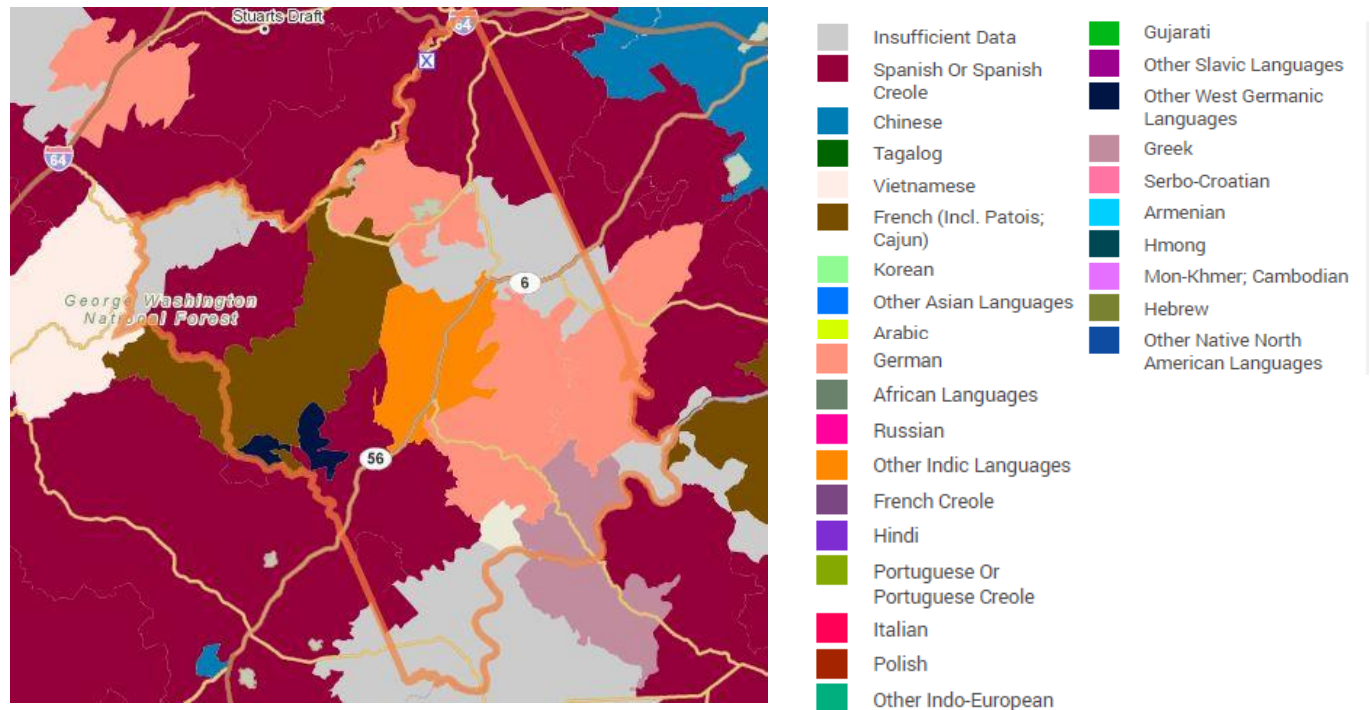 Stuarts Draft
64
X
64
George Washington
National Forest
6
56
Insufficient Data
Spanish Or Spanish
Creole
Chinese
Tagalog
Vietnamese
French (Incl. Patois;
Cajun)
Korean
Other Asian Languages
Arabic
German
African Languages
Russian
Other Indic Languages
French Creole
Hindi
Portuguese Or
Portuguese Creole
Italian
Polish
Other Indo-European
Gujarati
Other Slavic Languages
Other West Germanic
Languages
Greek
Serbo-Croatian
Armenian
Hmong
Mon-Khmer; Cambodian
Hebrew
Other Native North
American Languages